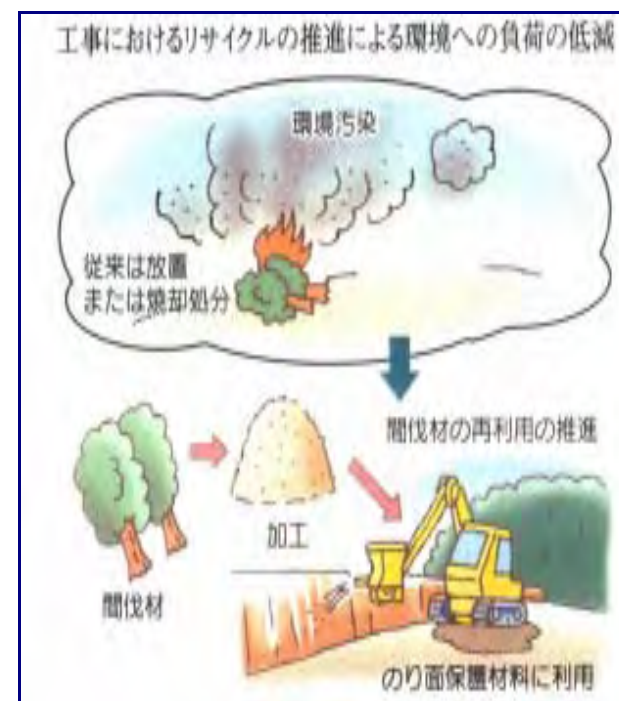 工事におけるリサイクルの推進による環境への負荷の低減
環境汚染
従来は放置
または焼却処分
間伐材の再利用の推進
加工
間伐材
のり面保護材料に利用